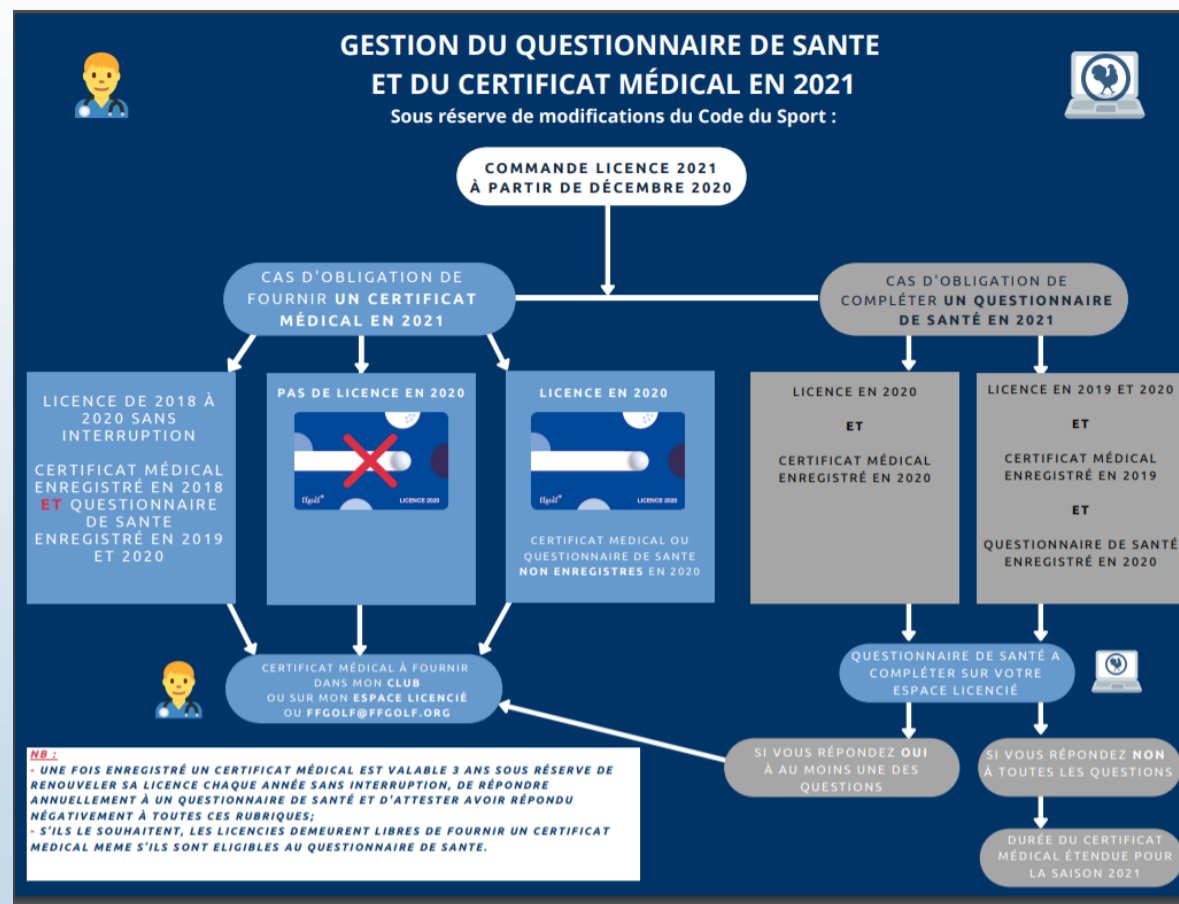 GESTION DU QUESTIONNAIRE DE SANTE
ET DU CERTIFICAT MÉDICAL EN 2021
Sous réserve de modifications du Code du Sport :
COMMANDE LICENCE 2021
À PARTIR DE DÉCEMBRE 2020
CAS D'OBLIGATION DE
FOURNIR UN CERTIFICAT
MÉDICAL EN 2021
CAS D'OBLIGATION DE
COMPLÉTER UN QUESTIONNAIRE
DE SANTÉ EN 2021
LICENCE DE 2018 À
2020 SANS
INTERRUPTION
CERTIFICAT MÉDICAL
ENREGISTRÉ EN 2018
ET QUESTIONNAIRE
DE SANTE
ENREGISTRÉ EN 2019
ET 2020
PAS DE LICENCE EN 2020
ffgolf
LICENCE 2020
LICENCE EN 2020
ffgolf
LICENCE 2020
CERTIFICAT MEDICAL OU
QUESTIONNAIRE DE SANTE
NON ENREGISTRES EN 2020
LICENCE EN 2020
ET
CERTIFICAT MÉDICAL
ENREGISTRÉ EN 2020
LICENCE EN 2019 ET 2020
ET
CERTIFICAT MÉDICAL
ENREGISTRÉ EN 2019
ET
QUESTIONNAIRE DE SANTÉ
ENREGISTRÉ EN 2020
CERTIFICAT MÉDICAL À FOURNIR
DANS MON CLUB
OU SUR MON ESPACE LICENCIÉ
OU FFGOLF@FFGOLF.ORG
QUESTIONNAIRE DE SANTÉ A
COMPLÉTER SUR VOTRE
ESPACE LICENCIÉ
SI VOUS RÉPONDEZ OUI
À AU MOINS UNE DES
QUESTIONS
SI VOUS RÉPONDEZ NON
À TOUTES LES QUESTIONS
DURÉE DU CERTIFICAT
MÉDICAL ÉTENDUE POUR
LA SAISON 2021
NB :
- UNE FOIS ENREGISTRÉ UN CERTIFICAT MÉDICAL EST VALABLE 3 ANS SOUS RÉSERVE DE
RENOUVELER SA LICENCE CHAQUE ANNÉE SANS INTERRUPTION, DE RÉPONDRE
ANNUELLEMENT À UN QUESTIONNAIRE DE SANTÉ ET D'ATTESTER AVOIR RÉPONDU
NÉGATIVEMENT À TOUTES CES RUBRIQUES;
- S'ILS LE SOUHAITENT, LES LICENCIES DEMEURENT LIBRES DE FOURNIR UN CERTIFICAT
MEDICAL MEME S'ILS SONT ELIGIBLES AU QUESTIONNAIRE DE SANTE.